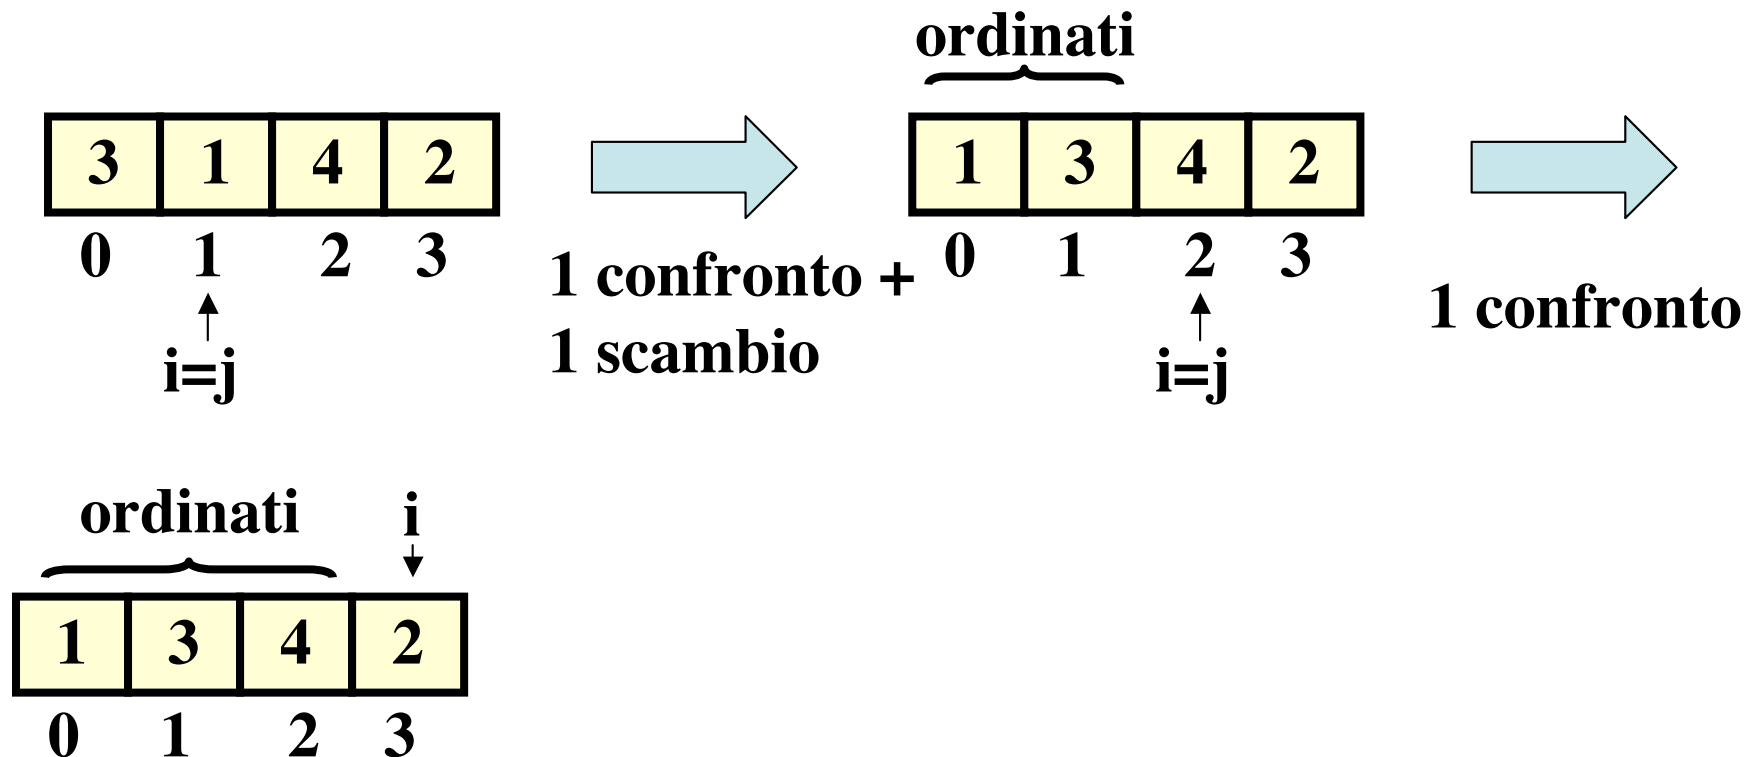 ordinati
3 1 4 2
1 3 4 2
0 1 2 3
0 1 2 3
1 confronto +
1 scambio
1 confronto
i=j
i=j
ordinati
i
1 3 4 2
0 1 2 3